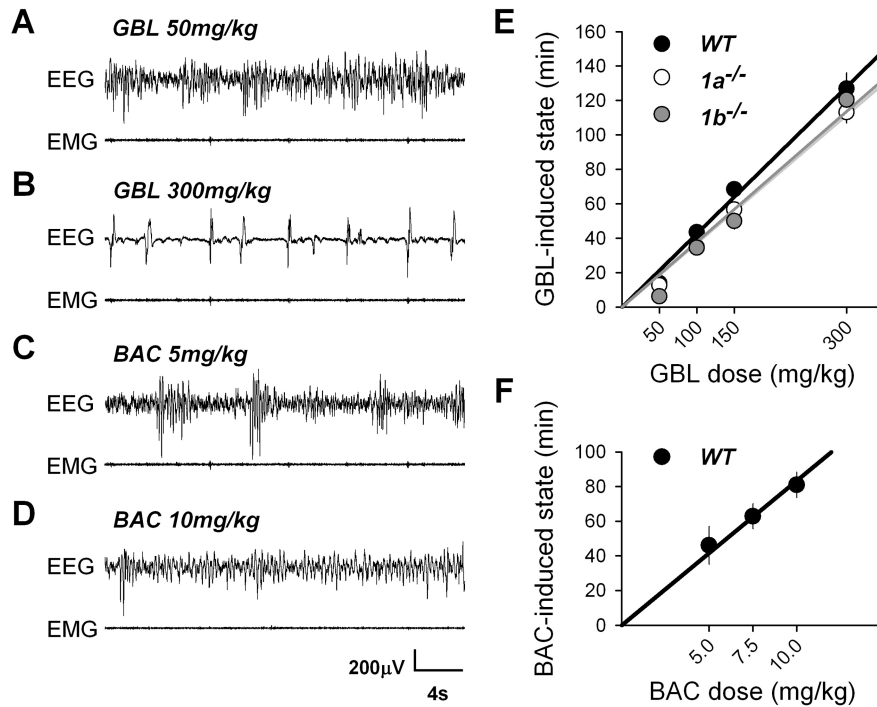 A
GBL 50mg/kg
EEG
EMG
B
GBL 300mg/kg
EEG
EMG
C
BAC 5mg/kg
EEG
EMG
D
BAC 10mg/kg
EEG
EMG
200µV
4s
E
GBL-induced state (min)
160
140
120
100
80
60
40
20
0
WT
1a-/-
1b-/-
50
100
150
300
GBL dose (mg/kg)
F
BAC-induced state (min)
100
80
60
40
20
0
WT
5.0
7.5
10.0
BAC dose (mg/kg)